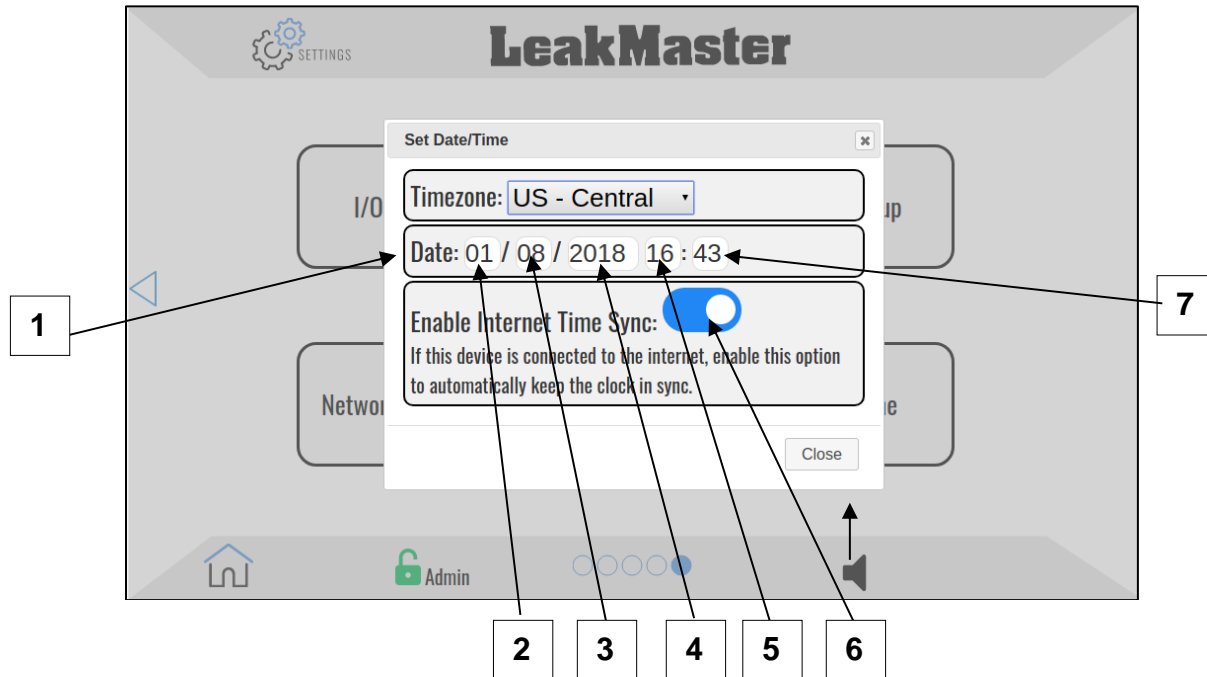 SETTINGS
LeakMaster
Set Date/Time
I/O
Timezone: US - Central
up
Date: 01 / 08 / 2018 16 : 43
1
7
Enable Internet Time Sync:
If this device is connected to the internet, enable this option
to automatically keep the clock in sync.
Networ
e
Close
Admin
2
3
4
5
6